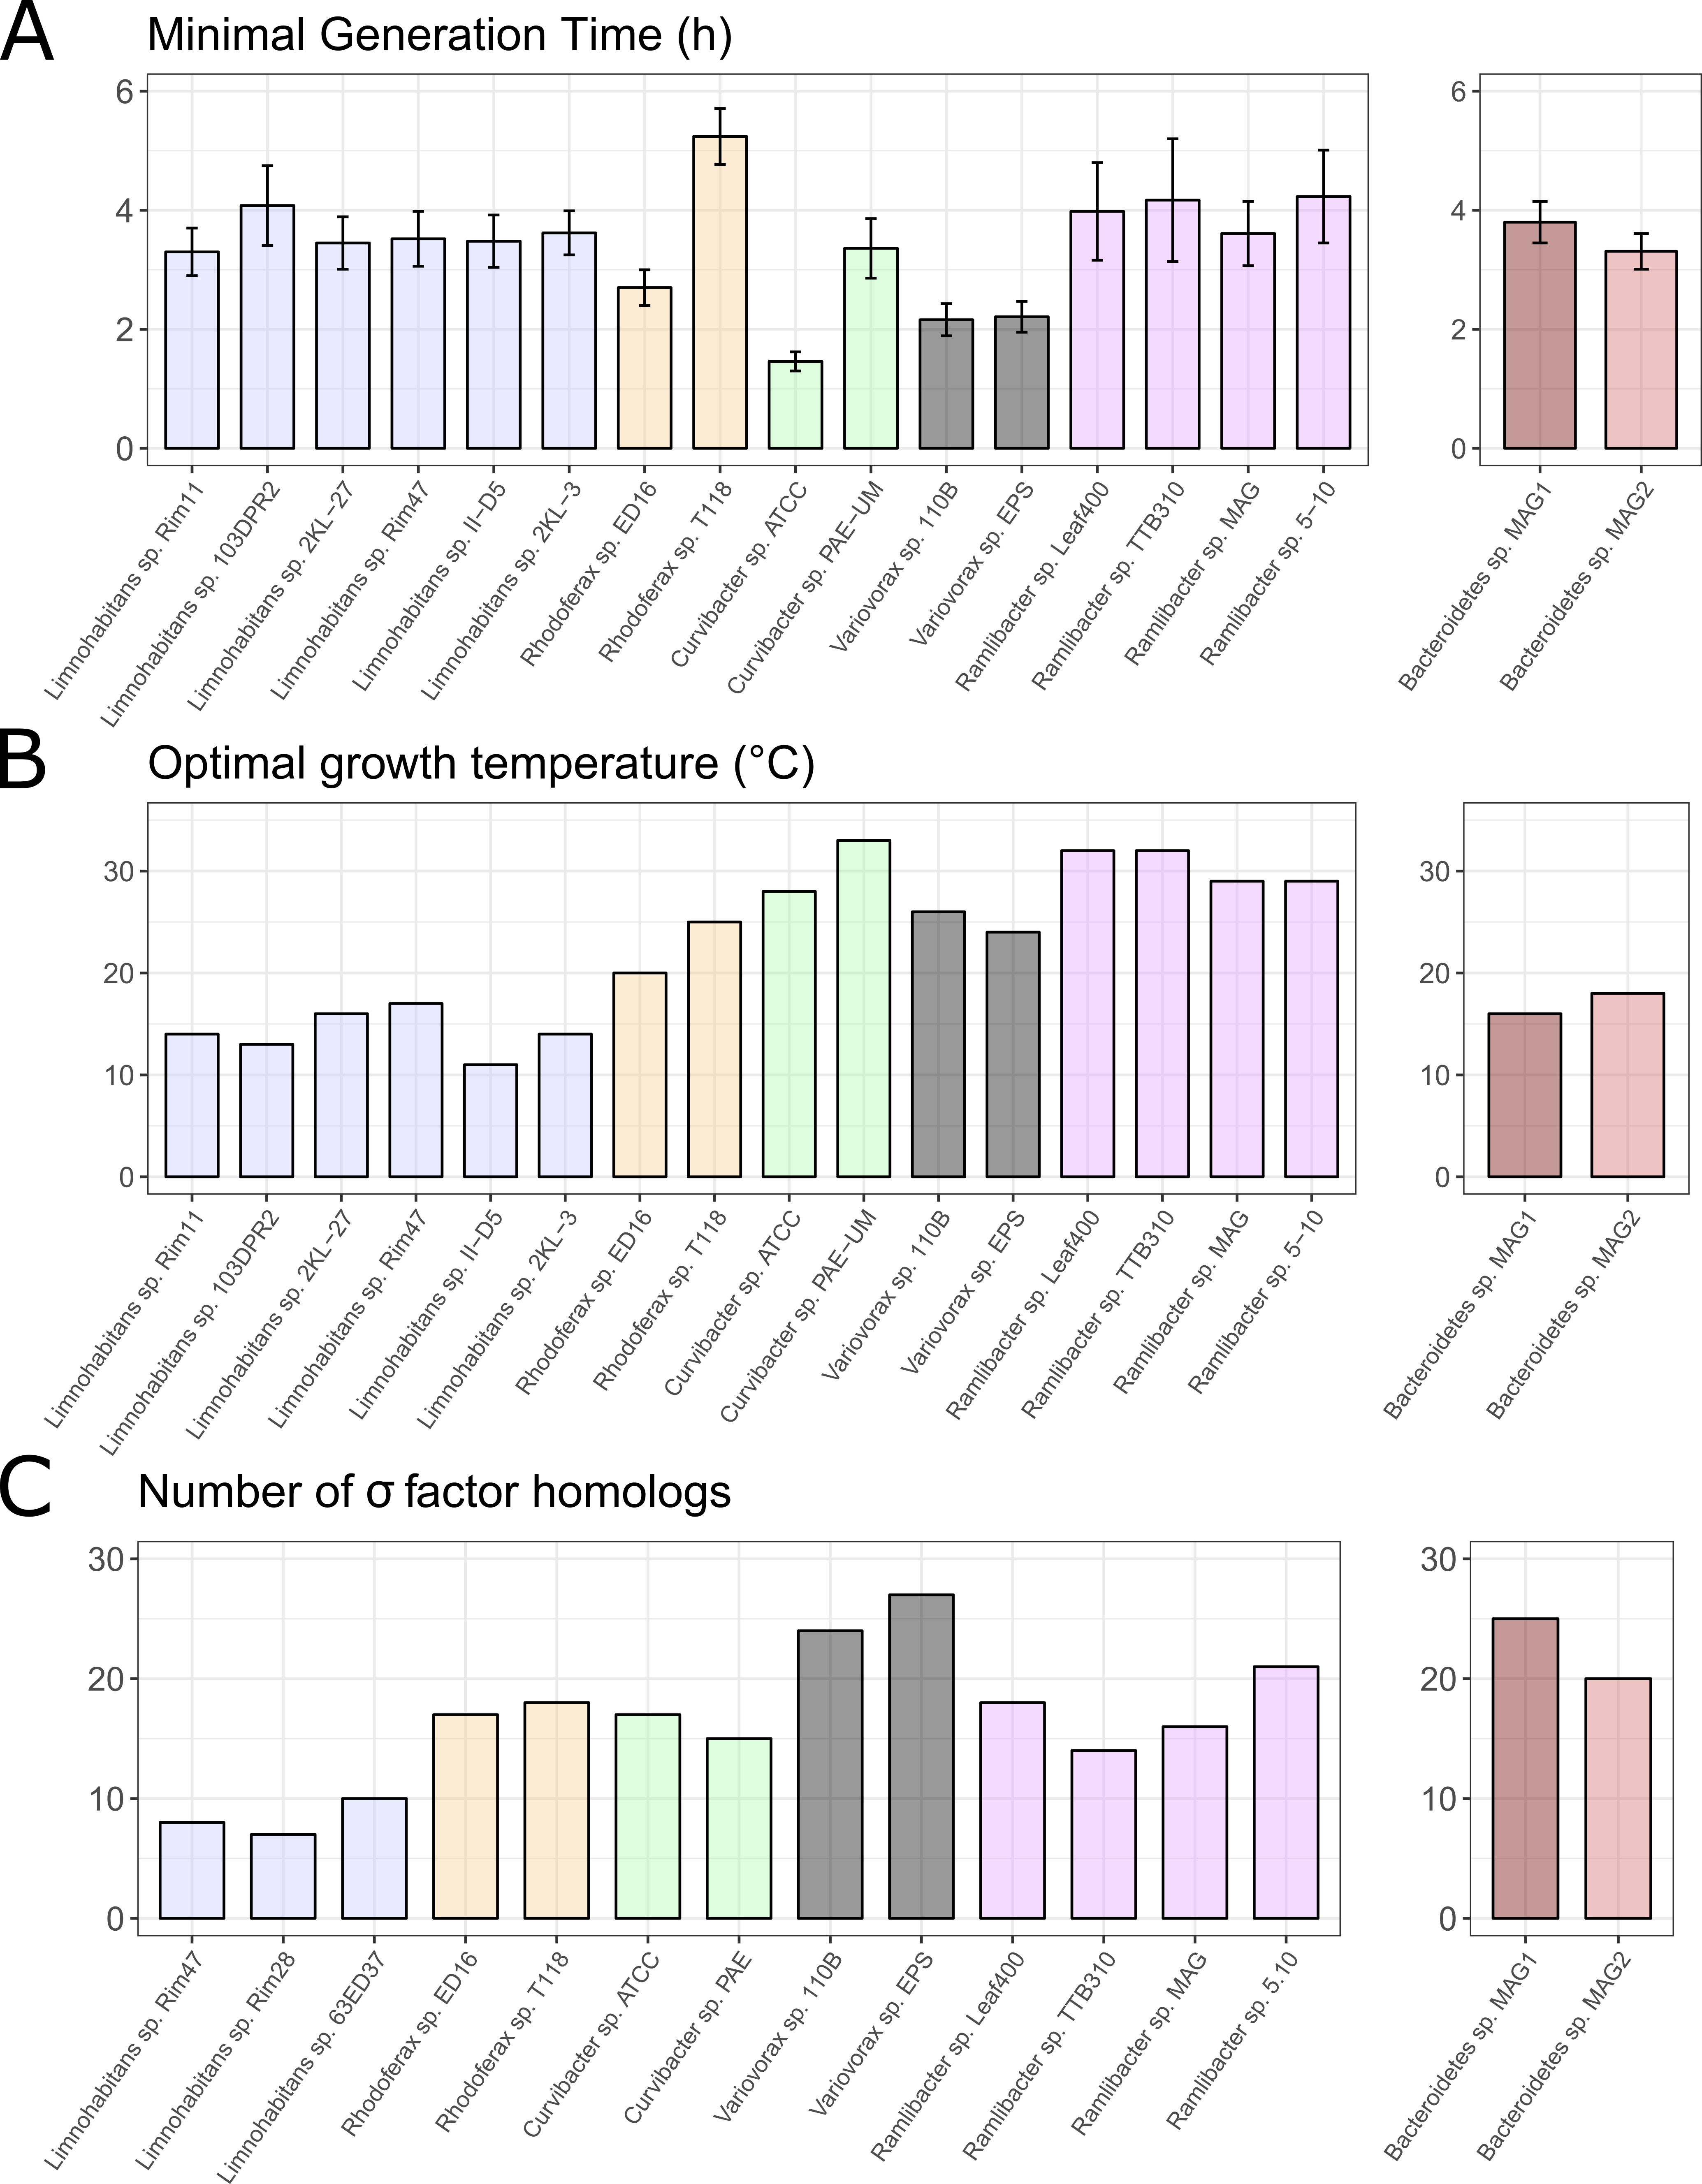 A
Minimal Generation Time (h)
6
4
2
0
6
4
2
0
Limnohabitans sp. Rim11
Limnohabitans sp. 103DPR2
Limnohabitans sp. 2KL−27
Limnohabitans sp. Rim47
Limnohabitans sp. II−D5
Limnohabitans sp. 2KL−3
Rhodoferax sp. ED16
Rhodoferax sp. T118
Curvibacter sp. ATCC
Curvibacter sp. PAE−UM
Variovorax sp. 110B
Variovorax sp. EPS
Ramlibacter sp. Leaf400
Ramlibacter sp. TTB310
Ramlibacter sp. MAG
Ramlibacter sp. 5−10
Bacteroidetes sp. MAG1
Bacteroidetes sp. MAG2
B
Optimal growth temperature (°C)
30
20
10
0
30
20
10
0
Limnohabitans sp. Rim11
Limnohabitans sp. 103DPR2
Limnohabitans sp. 2KL−27
Limnohabitans sp. Rim47
Limnohabitans sp. II−D5
Limnohabitans sp. 2KL−3
Rhodoferax sp. ED16
Rhodoferax sp. T118
Curvibacter sp. ATCC
Curvibacter sp. PAE−UM
Variovorax sp. 110B
Variovorax sp. EPS
Ramlibacter sp. Leaf400
Ramlibacter sp. TTB310
Ramlibacter sp. MAG
Ramlibacter sp. 5−10
Bacteroidetes sp. MAG1
Bacteroidetes sp. MAG2
C
Number of σ factor homologs
30
20
10
0
30
20
10
0
Limnohabitans sp. Rim47
Limnohabitans sp. Rim28
Limnohabitans sp. 63ED37
Rhodoferax sp. ED16
Rhodoferax sp. T118
Curvibacter sp. ATCC
Curvibacter sp. PAE
Variovorax sp. 110B
Variovorax sp. EPS
Ramlibacter sp. Leaf400
Ramlibacter sp. TTB310
Ramlibacter sp. MAG
Ramlibacter sp. 5.10
Bacteroidetes sp. MAG1
Bacteroidetes sp. MAG2